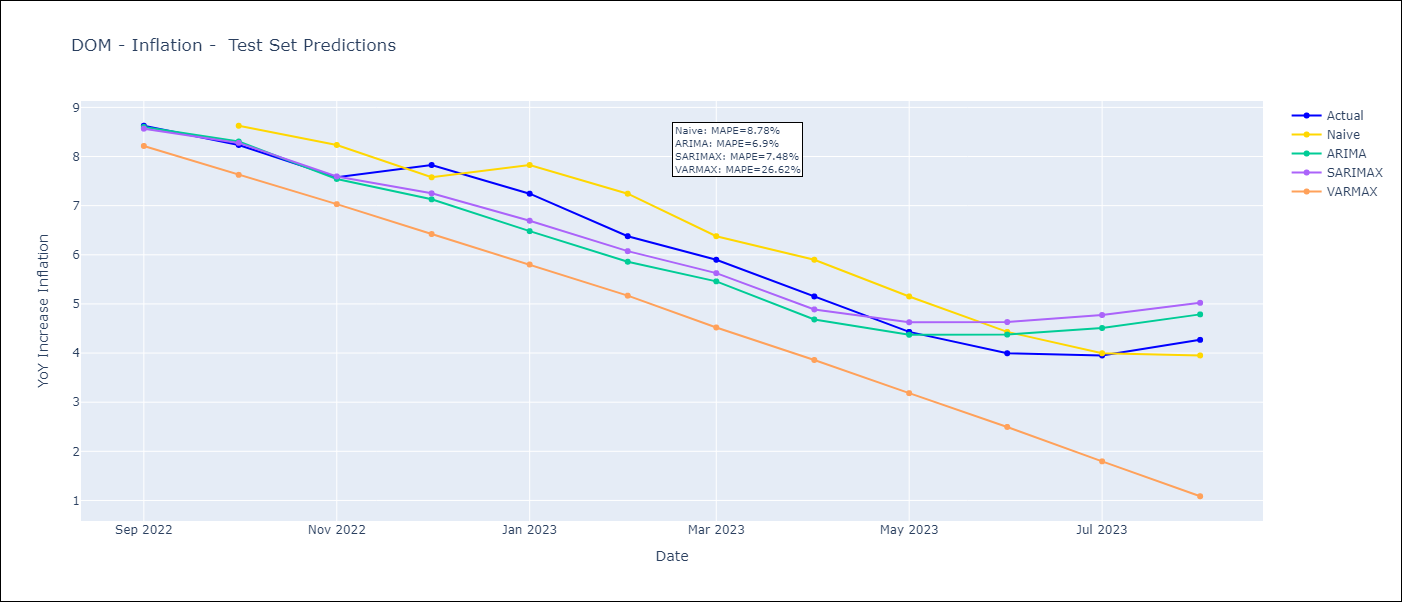 DOM - Inflation -  Test Set Predictions
9
8
7
6
5
4
3
2
1
YoY Increase Inflation
Naive: MAPE=8.78%
ARIMA: MAPE=6.9%
SARIMAX: MAPE=7.48%
VARMAX: MAPE=26.62%
Actual
Naive
ARIMA
SARIMAX
VARMAX
Sep 2022 Nov 2022 Jan 2023 Mar 2023 May 2023 Jul 2023
Date